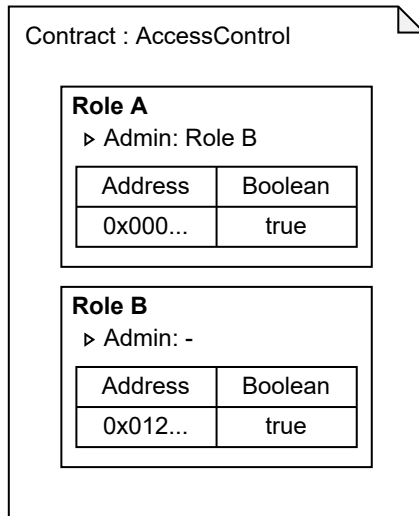 Contract : AccessControl
Role A
Admin: Role B
Address Boolean
0x000... true
Role B
Admin: -
Address Boolean
0x012... true